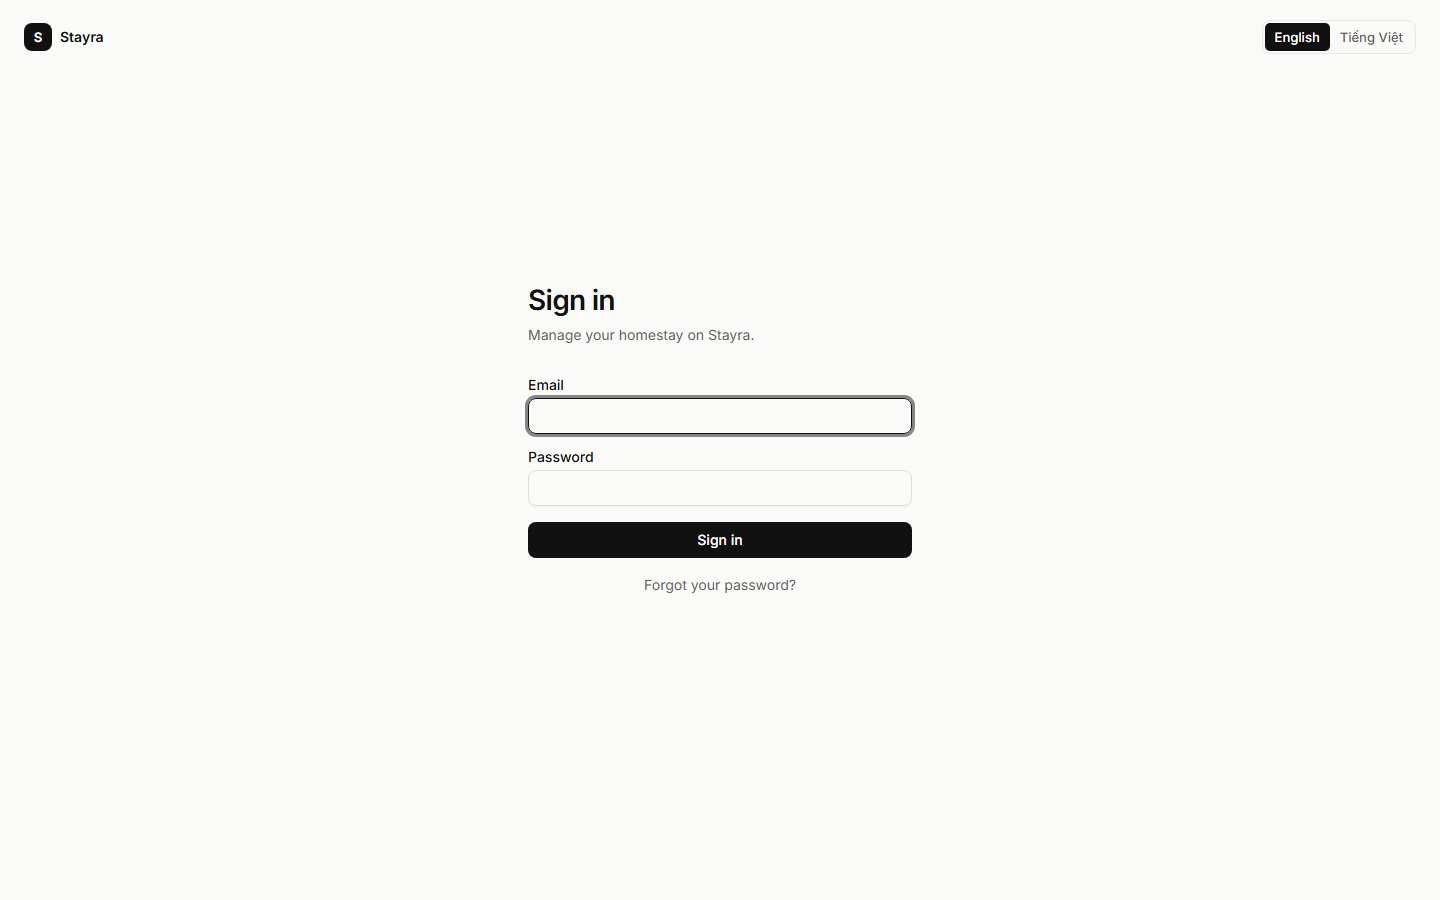 S Stayra
English Tiếng Việt
Sign in
Manage your homestay on Stayra.
Email
Password
Sign in
Forgot your password?